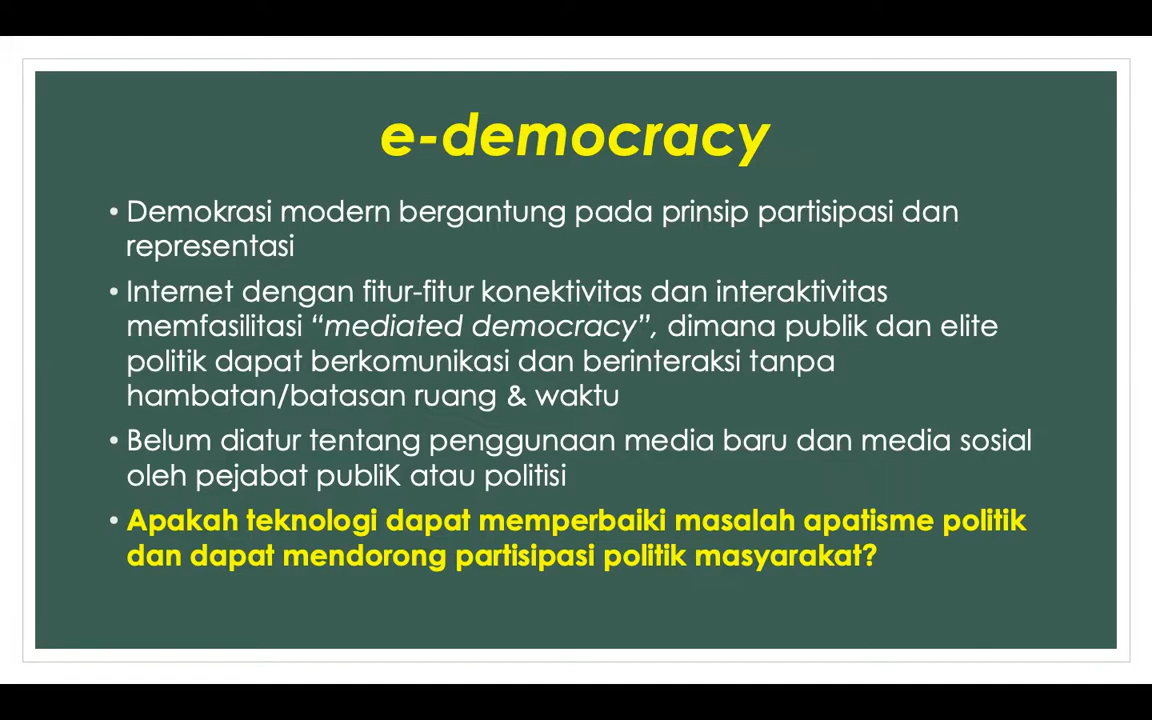 e-democracy
• Demokrasi modern bergantung pada prinsip partisipasi dan
representasi
• Internet dengan fitur-fitur konektivitas dan interaktivitas
memfasilitasi “mediated democracy”, dimana publik dan elite
politik dapat berkomunikasi dan berinteraksi tanpa
hambatan/batasan ruang & waktu
• Belum diatur tentang penggunaan media baru dan media sosial
oleh pejabat publiK atau politisi
• Apakah teknologi dapat memperbaiki masalah apatisme politik
dan dapat mendorong partisipasi politik masyarakat?